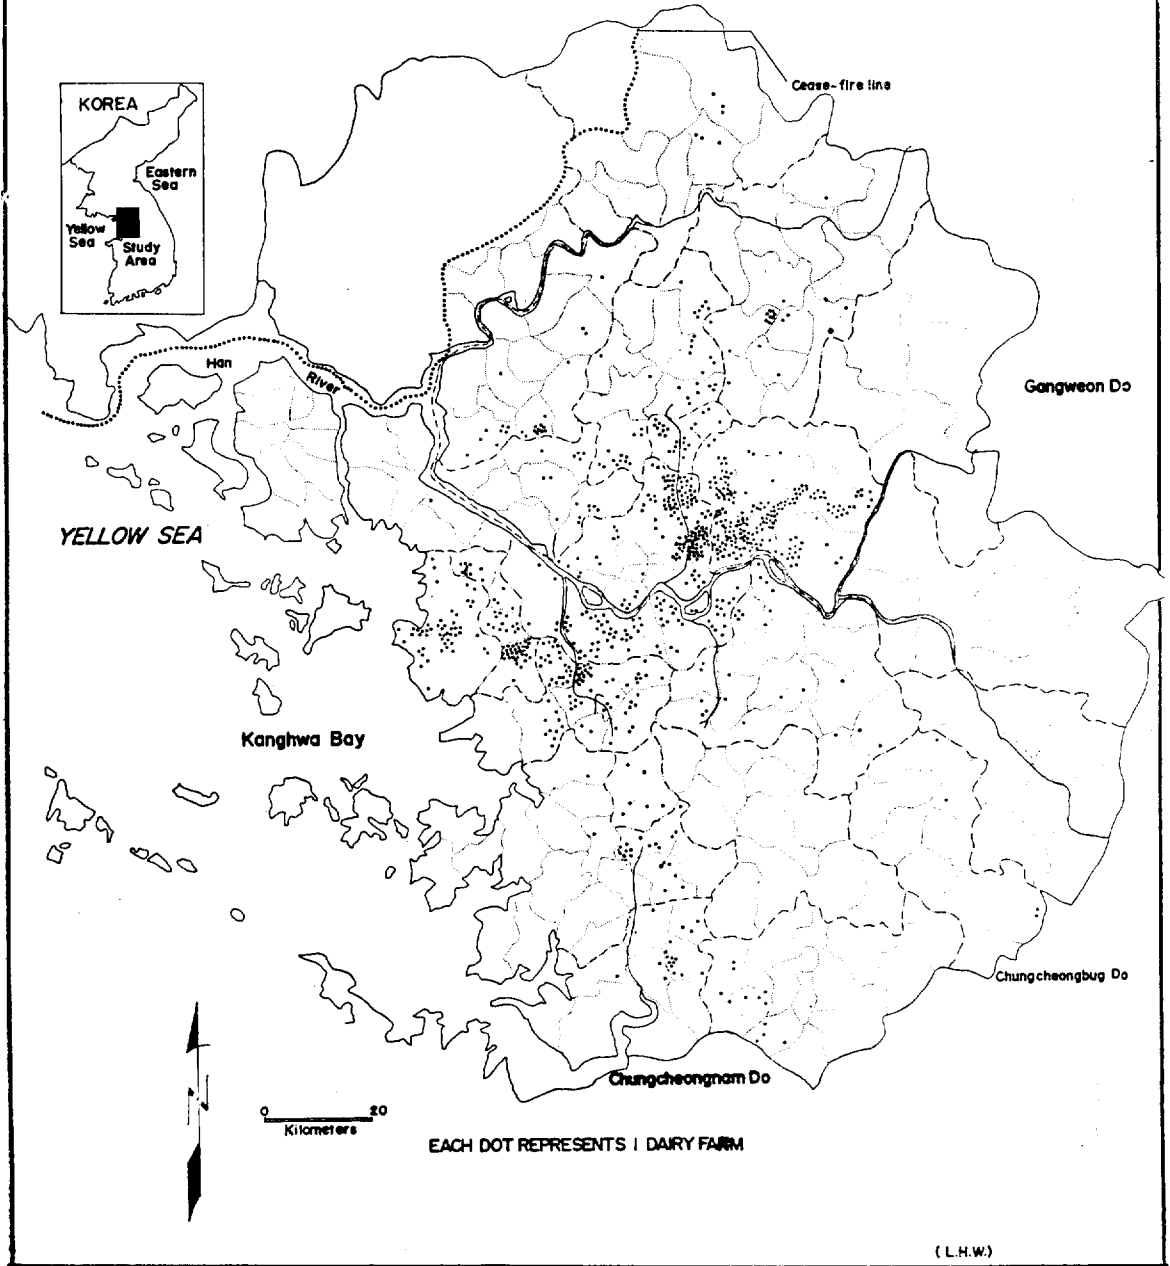 Cease-fire line
KOREA
Eastern
Sea
Yellow
Sea
Study
Area
Han
River
Gangweon Do
YELLOW SEA
Kanghwa Bay
Chungcheongbug Do
N
Chungcheongnam Do
0 20
Kilometers
EACH DOT REPRESENTS 1 DAIRY FARM
(L.H.W.)